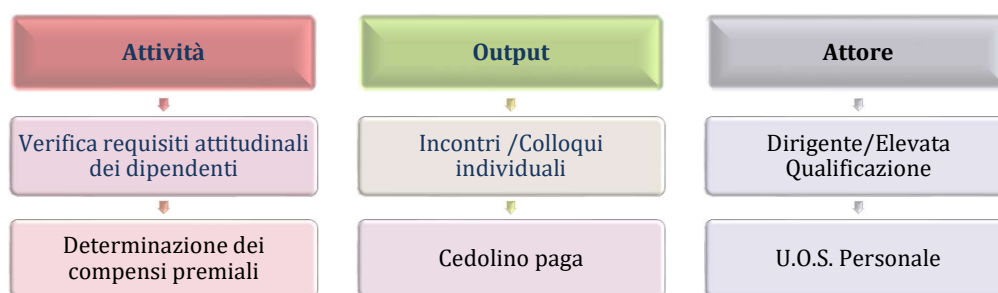 Attività
Output
Attore
Verifica requisiti attitudinali
dei dipendenti
Incontri /Colloqui
individuali
Dirigente/Elevata
Qualificazione
Determinazione dei
compensi premiali
Cedolino paga
U.O.S. Personale